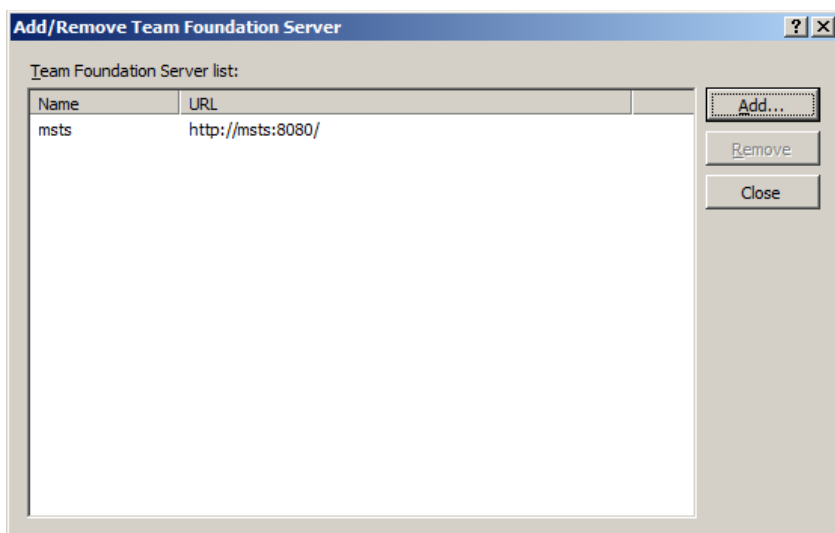 Add/Remove Team Foundation Server
Team Foundation Server list:
Name URL
msts http://msts:8080/
Add...
Remove
Close